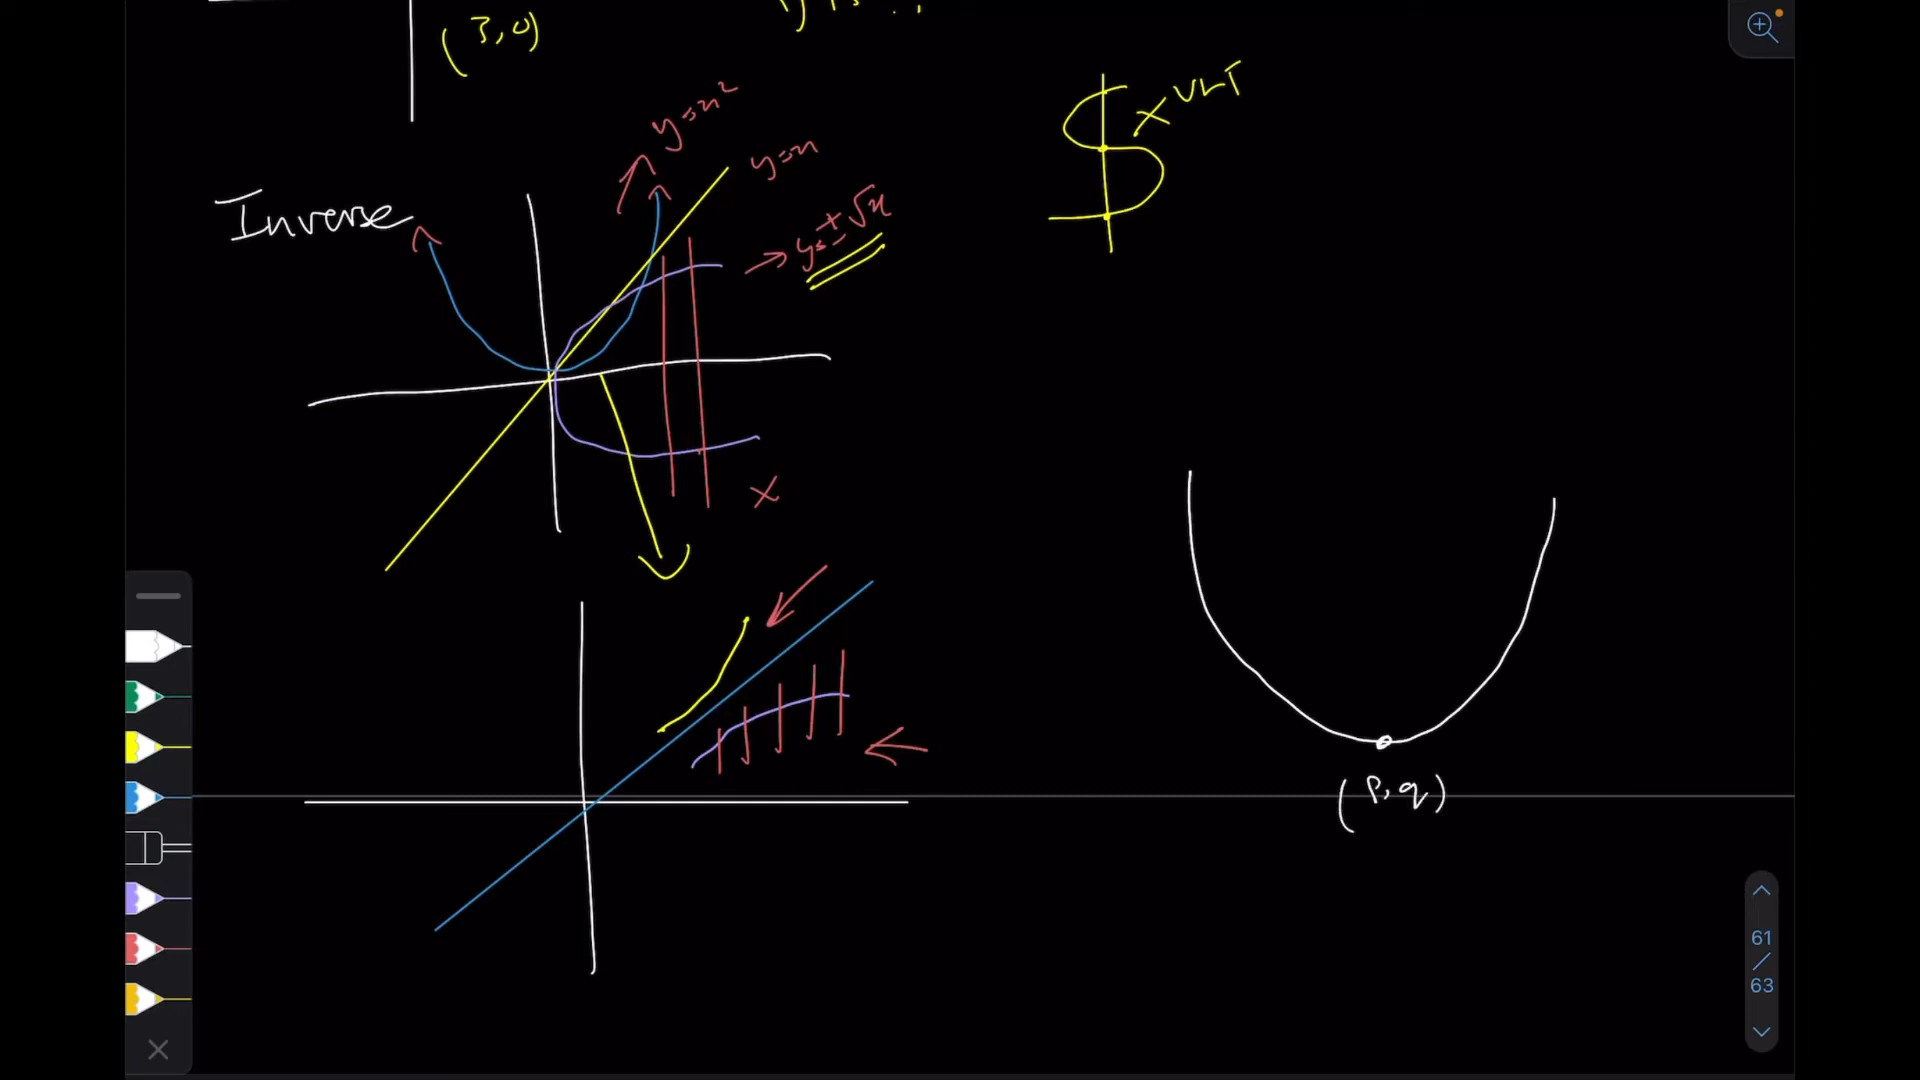 (3,0)
y=x²
y=x
Inverse
y=±√x
x VLT
x
(p,q)
61
/
63